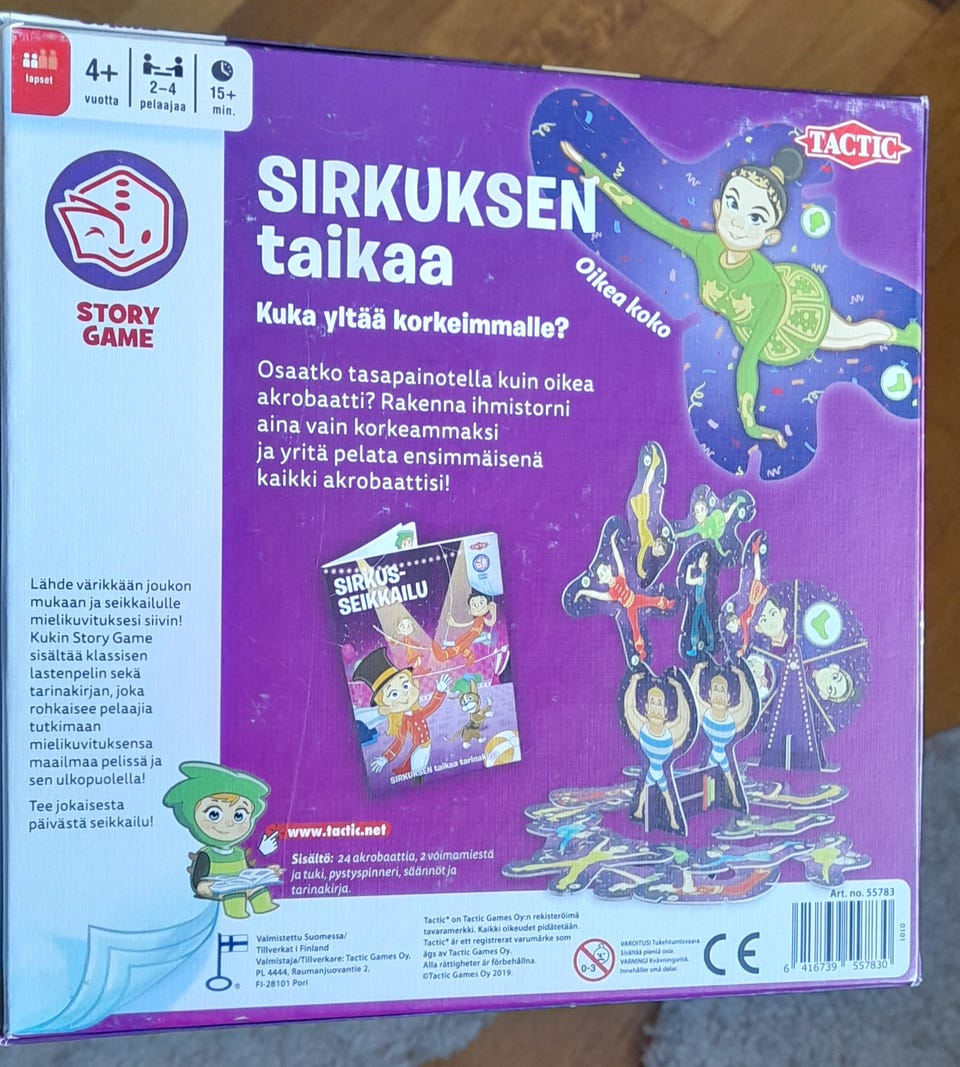 lapset
4+
vuotta
2–4
pelaajaa
15+
min.
TACTIC
STORY
GAME
SIRKUKSEN
taikaa
Oikea koko
Kuka yltää korkeimmalle?
Osaatko tasapainotella kuin oikea
akrobaatti? Rakenna ihmistorni
aina vain korkeammaksi
ja yritä pelata ensimmäisenä
kaikki akrobaattisi!
SIRKUS-
SEIKKAILU
SIRKUKSEN taikaa
Lähde värikkään joukon
mukaan ja seikkailulle
mielikuvituksesi siivin!
Kukin Story Game
sisältää klassisen
lastenpelin sekä
tarinakirjan, joka
rohkaisee pelaajia
tutkimaan
mielikuvituksensa
maailmaa pelissä ja
sen ulkopuolella!
Tee jokaisesta
päivästä seikkailu!
www.tactic.net
Sisältö: 24 akrobaattia, 2 voimamiestä
ja tuki, pystyspinneri, säännöt ja
tarinakirja.
Valmistettu Suomessa/
Tillverkat i Finland
Valmistaja/Tillverkare: Tactic Games Oy,
PL 4444, Raumanjuovantie 2,
FI-28101 Pori
Tactic® on Tactic Games Oy:n rekisteröimä
tavaramerkki. Kaikki oikeudet pidätetään.
Tactic® är ett registrerat varumärke som
ägs av Tactic Games Oy.
Alla rättigheter är förbehållna.
©Tactic Games Oy 2019.
0-3
VAROITUS! Tukehtumisvaara.
Sisältää pieniä osia.
VARNING! Kvävningsrisk.
Innehåller små delar.
CE
Art. no. 55783
0101
6 416739 557830